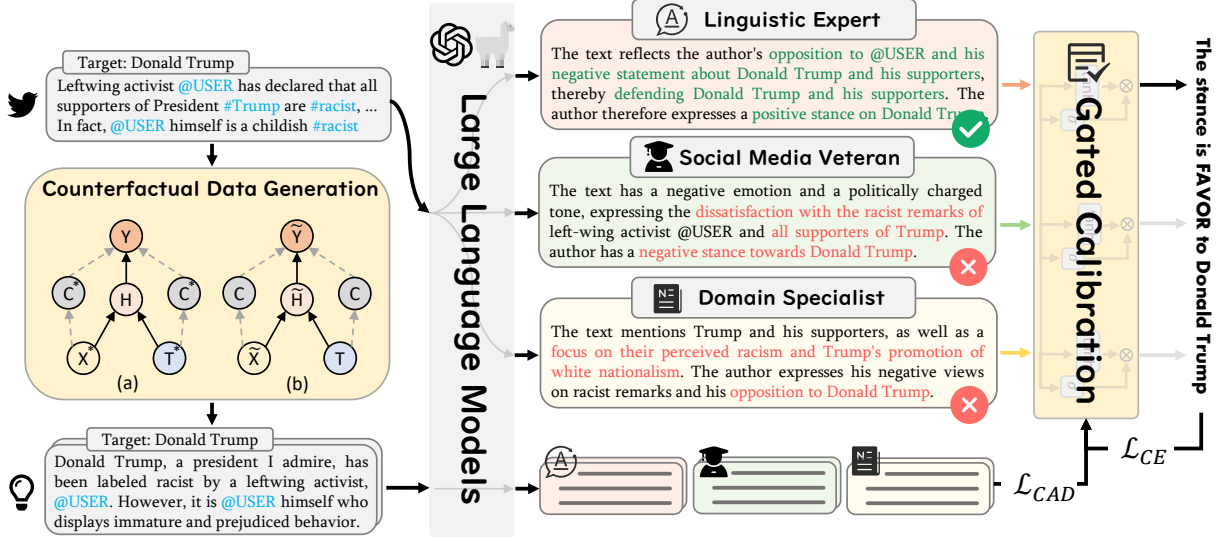 Target: Donald Trump
Leftwing activist @USER has declared that all
supporters of President #Trump are #racist, ...
In fact, @USER himself is a childish #racist
Counterfactual Data Generation
Y
C*
H
C*
X*
T*
(a)
Ỹ
C
H̃
C
X̃
T
(b)
Target: Donald Trump
Donald Trump, a president I admire, has
been labeled racist by a leftwing activist,
@USER. However, it is @USER himself who
displays immature and prejudiced behavior.
Large Language Models
Linguistic Expert
The text reflects the author's opposition to @USER and his
negative statement about Donald Trump and his supporters,
thereby defending Donald Trump and his supporters. The
author therefore expresses a positive stance on Donald Trump.
Social Media Veteran
The text has a negative emotion and a politically charged
tone, expressing the dissatisfaction with the racist remarks of
left-wing activist @USER and all supporters of Trump. The
author has a negative stance towards Donald Trump.
Domain Specialist
The text mentions Trump and his supporters, as well as a
focus on their perceived racism and Trump's promotion of
white nationalism. The author expresses his negative views
on racist remarks and his opposition to Donald Trump.
Gated Calibration
The stance is FAVOR to Donald Trump
ℒCE
ℒCAD